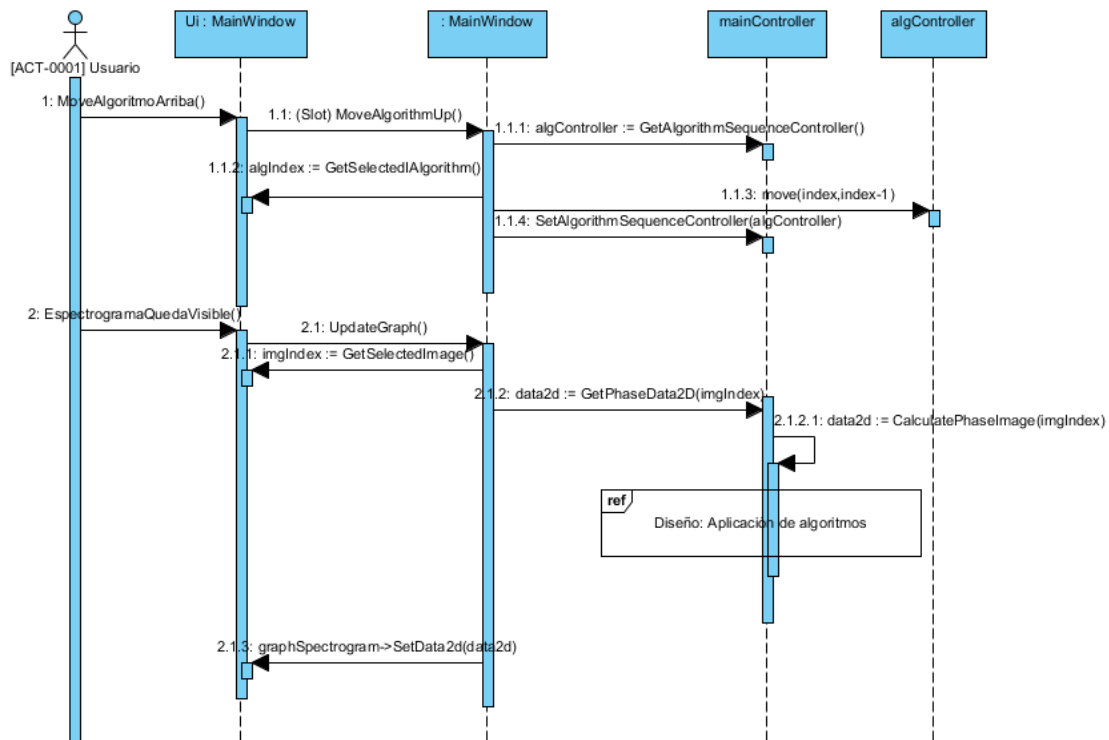 Ui : MainWindow
: MainWindow
mainController
algController
[ACT-0001] Usuario
1: MoveAlgoritmoArriba()
1.1: (Slot) MoveAlgorithmUp()
1.1.1: algController := GetAlgorithmSequenceController()
1.1.2: algIndex := GetSelectedIAlgorithm()
1.1.3: move(index,index-1)
1.1.4: SetAlgorithmSequenceController(algController)
2: EspectrogramaQuedaVisible()
2.1: UpdateGraph()
2.1.1: imgIndex := GetSelectedImage()
2.1.2: data2d := GetPhaseData2D(imgIndex)
2.1.2.1: data2d := CalculatePhaseImage(imgIndex)
ref
Diseño: Aplicación de algoritmos
2.1.3: graphSpectrogram->SetData2d(data2d)